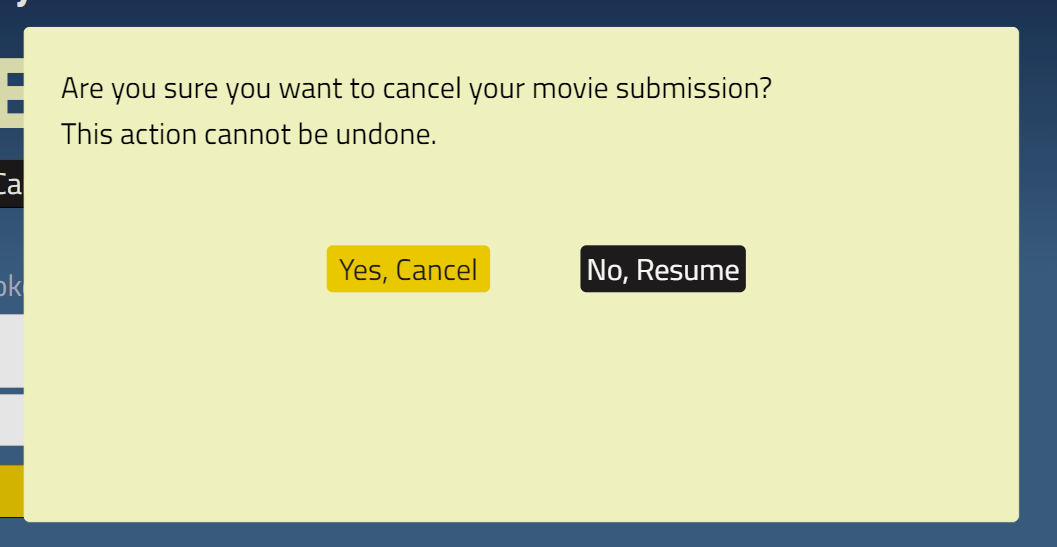 Are you sure you want to cancel your movie submission?
This action cannot be undone.
Yes, Cancel
No, Resume